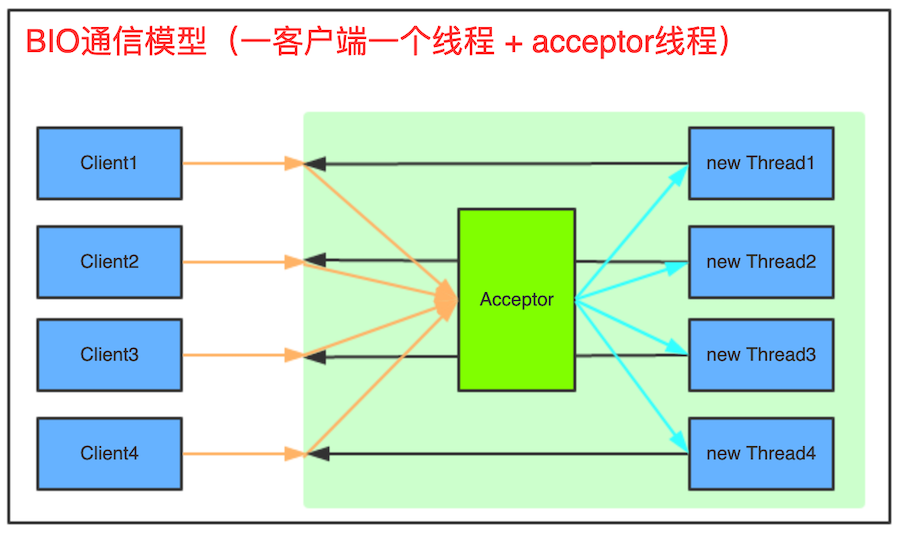 BIO通信模型（一客户端一个线程 + acceptor线程）
Client1
new Thread1
Client2
new Thread2
Acceptor
Client3
new Thread3
Client4
new Thread4